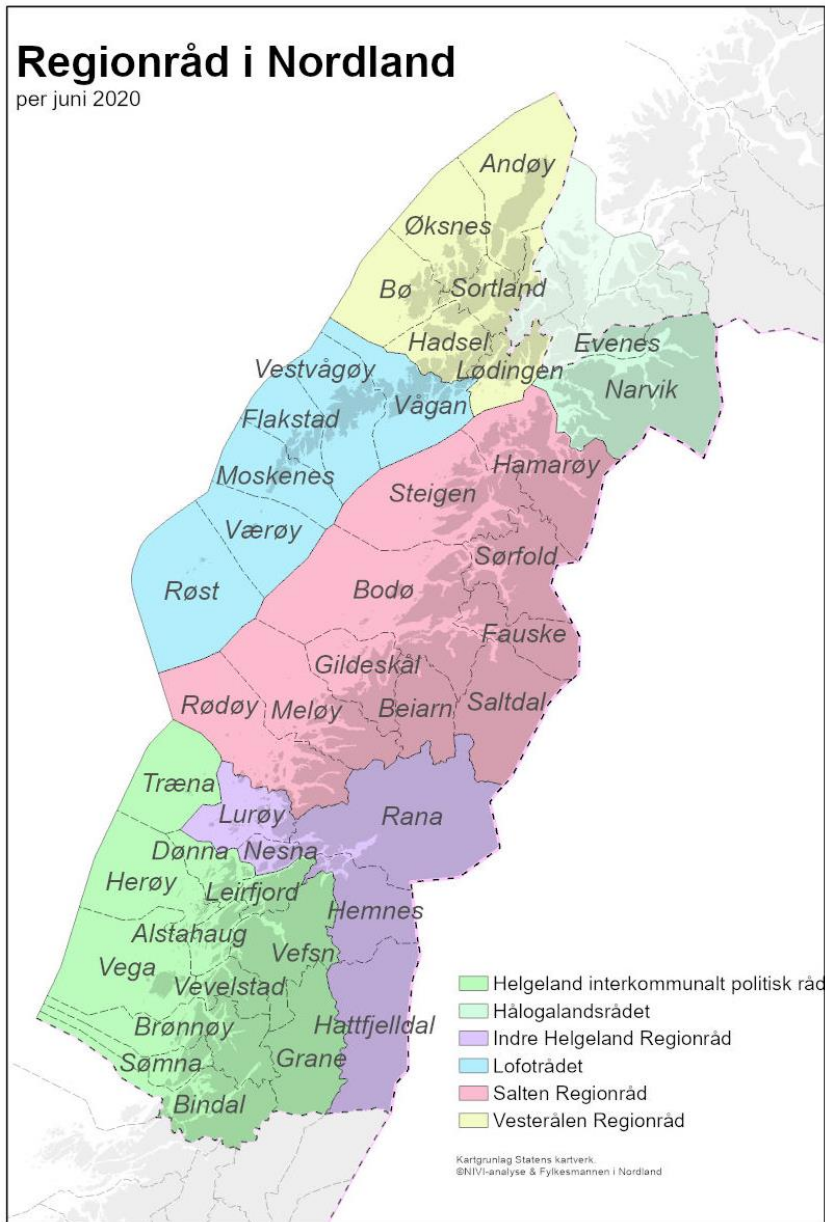 Regionråd i Nordland
per juni 2020
Andøy
Øksnes
Bø
Sortland
Hadsel
Lødingen
Evenes
Narvik
Vestvågøy
Vågan
Flakstad
Moskenes
Værøy
Røst
Hamarøy
Steigen
Sørfold
Bodø
Fauske
Gildeskål
Rødøy
Meløy
Beiarn
Saltdal
Træna
Lurøy
Rana
Dønna
Nesna
Herøy
Leirfjord
Hemnes
Alstahaug
Vefsn
Vega
Vevelstad
Brønnøy
Hattfjelldal
Sømna
Grane
Bindal
Helgeland interkommunalt politisk råd
Hålogalandsrådet
Indre Helgeland Regionråd
Lofotrådet
Salten Regionråd
Vesterålen Regionråd
Kartgrunlag Statens kartverk.
©NIVI-analyse & Fylkesmannen i Nordland